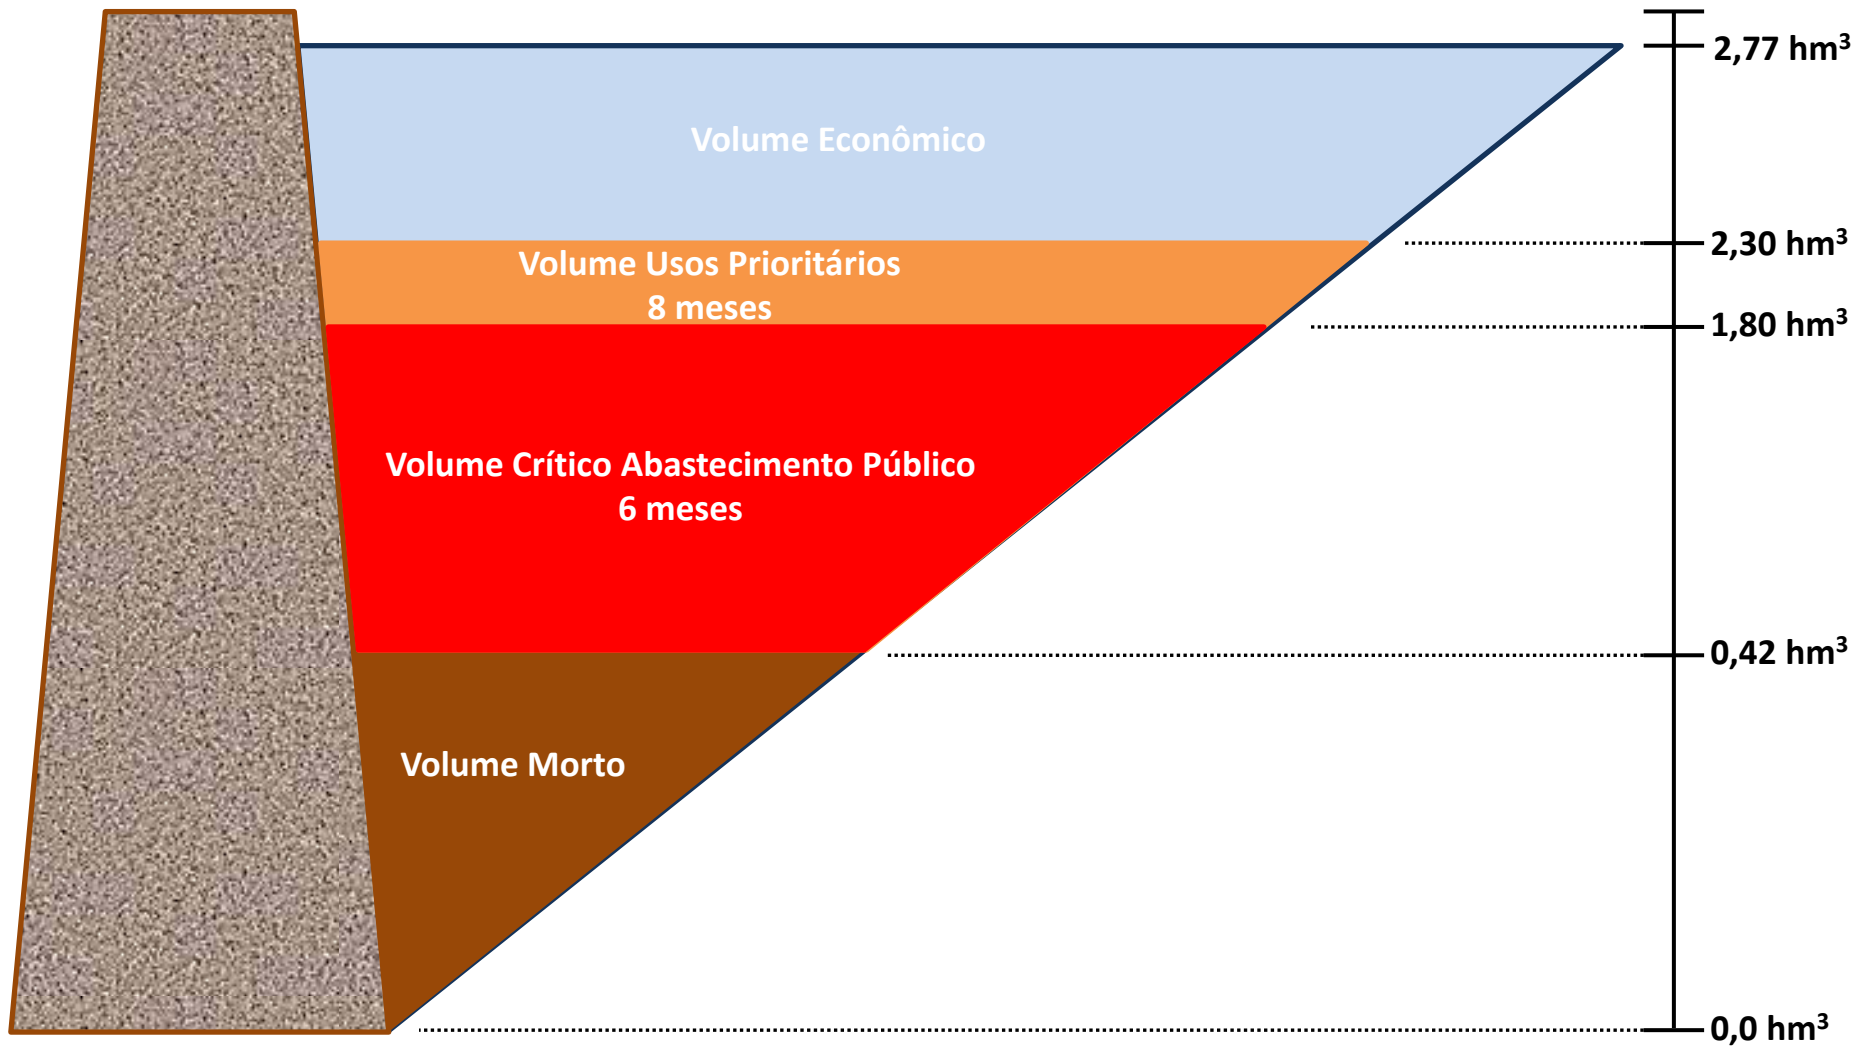 2,77 hm³
Volume Econômico
2,30 hm³
Volume Usos Prioritários
8 meses
1,80 hm³
Volume Crítico Abastecimento Público
6 meses
0,42 hm³
Volume Morto
0,0 hm³